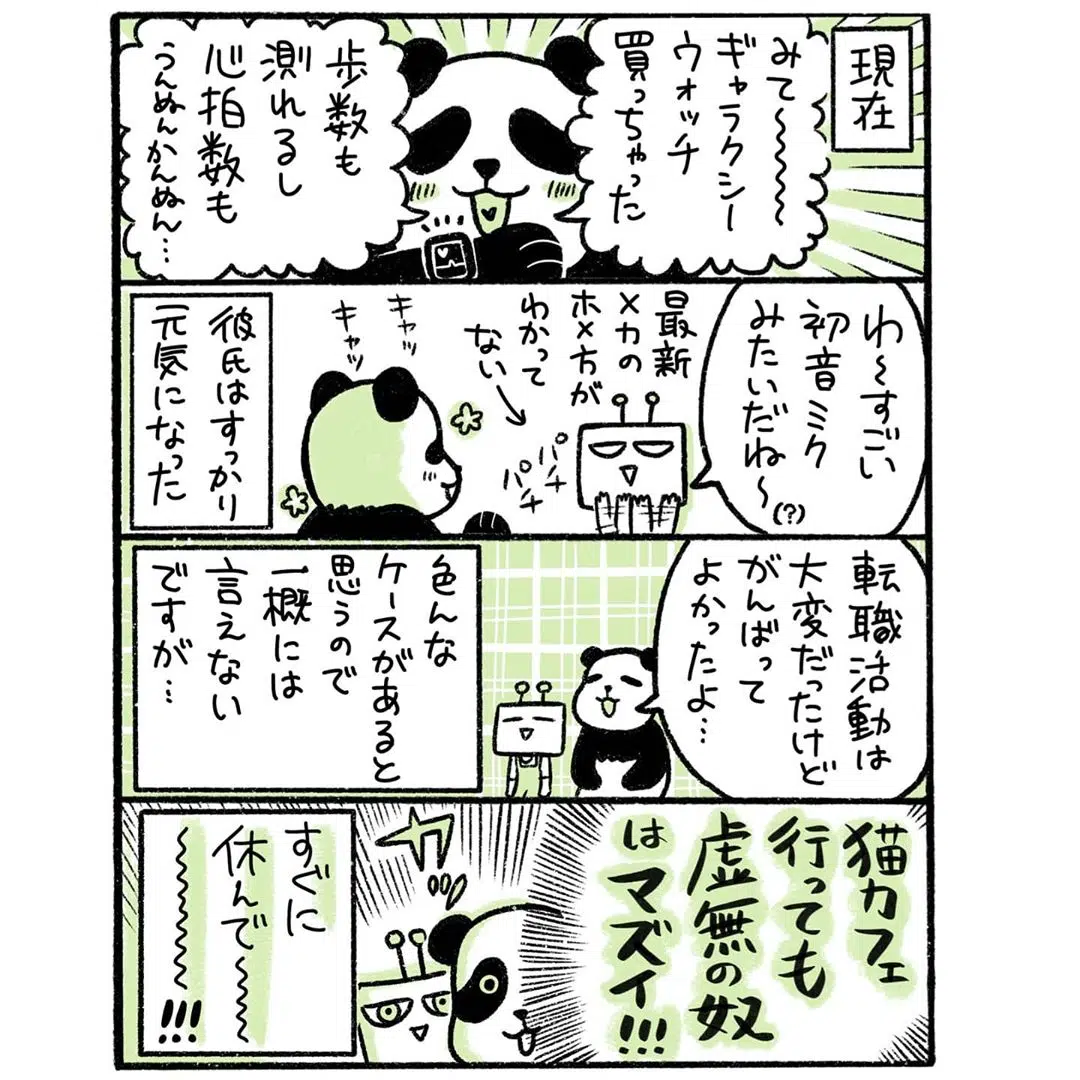 現在
みて〜〜〜
ギャラクシー
ウォッチ
買っちゃった
歩数も
測れるし
心拍数も
うんぬんかんぬん…
わ〜すごい
初音ミク
みたいだね〜
(?)
最新
メカの
ホメ方が
わかって
ない
パチ
パチ
キャッ
キャッ
彼氏はすっかり
元気になった
転職活動は
大変だったけど
がんばって
よかったよ…
色んな
ケースがあると
思うので
一概には
言えない
ですが…
猫カフェ
行っても
虚無の奴
はマズイ!!!
カッ
すぐに
休んで〜〜
〜〜〜!!!